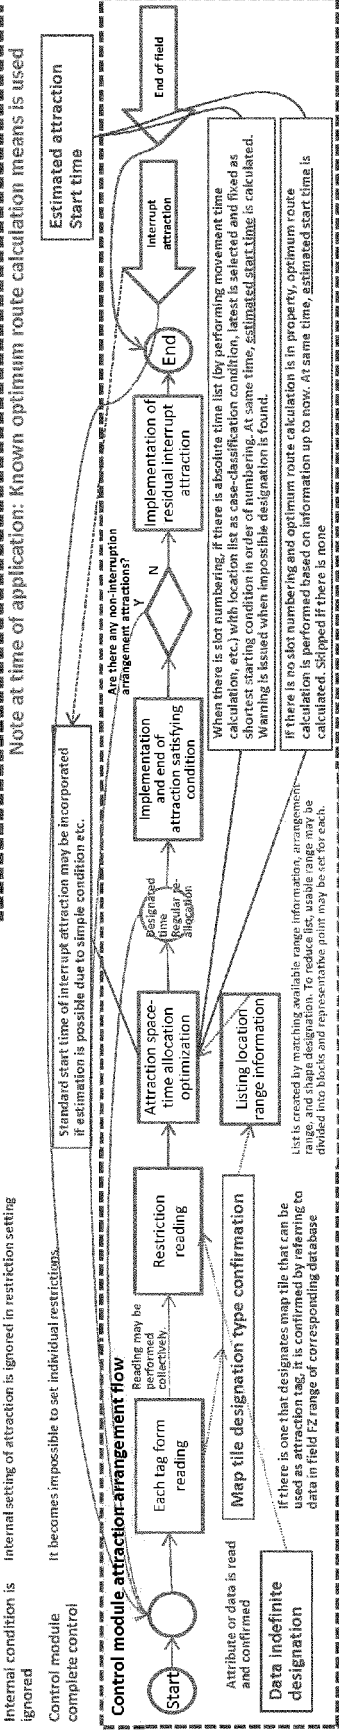 Internal condition is
ignored
Internal setting of attraction is ignored in restriction setting
Note at time of application: Known optimum route calculation means is used
Control module
complete control
It becomes impossible to set individual restrictions.
Standard start time of interrupt attraction may be incorporated
if estimation is possible due to simple condition etc.
Estimated attraction
Start time
Control module attraction arrangement flow
Start
Each tag form
reading
Reading may be
performed
collectively
Restriction
reading
Attraction space-
time allocation
optimization
Designated
time
Regular re-
allocation
Implementation
and end of
attraction satisfying
condition
Are there any non-interruption
arrangement attractions?
Y
N
Implementation of
residual interrupt
attraction
End
Interrupt
attraction
End of field
Attribute or data is read
and confirmed
Map tile designation type confirmation
Listing location
range information
When there is slot numbering, if there is absolute time list (by performing movement time
calculation, etc.) with location list as case-classification condition, latest is selected and fixed as
shortest starting condition in order of numbering. At same time, estimated start time is calculated.
Warning is issued when impossible designation is found.
If there is no slot numbering and optimum route calculation is in property, optimum route
calculation is performed based on information up to now. At same time, estimated start time is
calculated. Skipped if there is none
Data indefinite
designation
If there is one that designates map tile that can be
used as attraction tag, it is confirmed by referring to
data in field FZ range or corresponding database
List is created by matching available range information, arrangement
range, and shape designation. To reduce list, usable range may be
divided into blocks and representative point may be set for each.